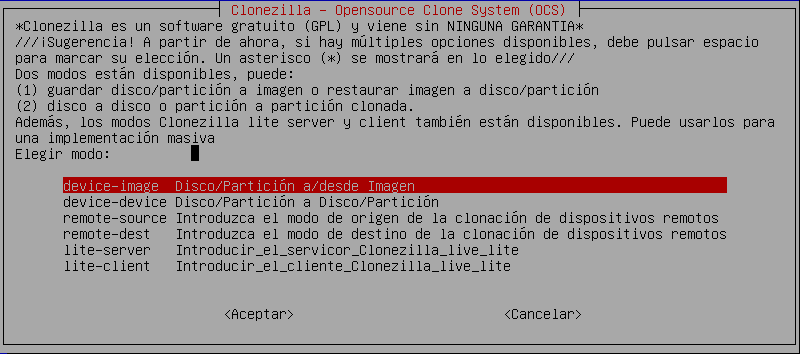 Clonezilla - Opensource Clone System (OCS)
*Clonezilla es un software gratuito (GPL) y viene sin NINGUNA GARANTIA*
///¡Sugerencia! A partir de ahora, si hay múltiples opciones disponibles, debe pulsar espacio
para marcar su elección. Un asterisco (*) se mostrará en lo elegido///
Dos modos están disponibles, puede:
(1) guardar disco/partición a imagen o restaurar imagen a disco/partición
(2) disco a disco o partición a partición clonada.
Además, los modos Clonezilla lite server y client también están disponibles. Puede usarlos para
una implementación masiva
Elegir modo:
device-image Disco/Partición a/desde Imagen
device-device Disco/Partición a Disco/Partición
remote-source Introduzca el modo de origen de la clonación de dispositivos remotos
remote-dest Introduzca el modo de destino de la clonación de dispositivos remotos
lite-server Introducir_el_servicor_Clonezilla_live_lite
lite-client Introducir_el_cliente_Clonezilla_live_lite
<Aceptar> <Cancelar>